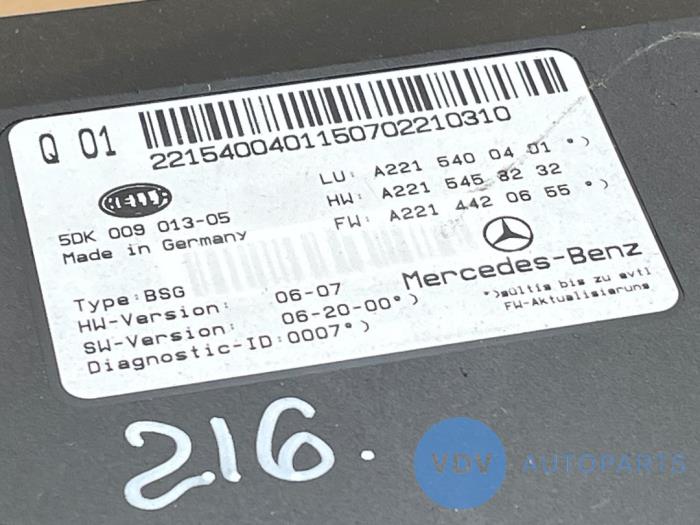 Q 01
2215400401150702210310
HELLA
5DK 009 013-05
Made in Germany
LU: A221 540 04 01*)
HW: A221 545 82 32
FW: A221 442 06 55*)
Mercedes-Benz
Type:BSG
HW-Version: 06-07
SW-Version: 06-20-00*)
Diagnostic-ID:0007*)
*)gültig bis zu evtl
FW-Aktualisierung
216.
VDV AUTOPARTS